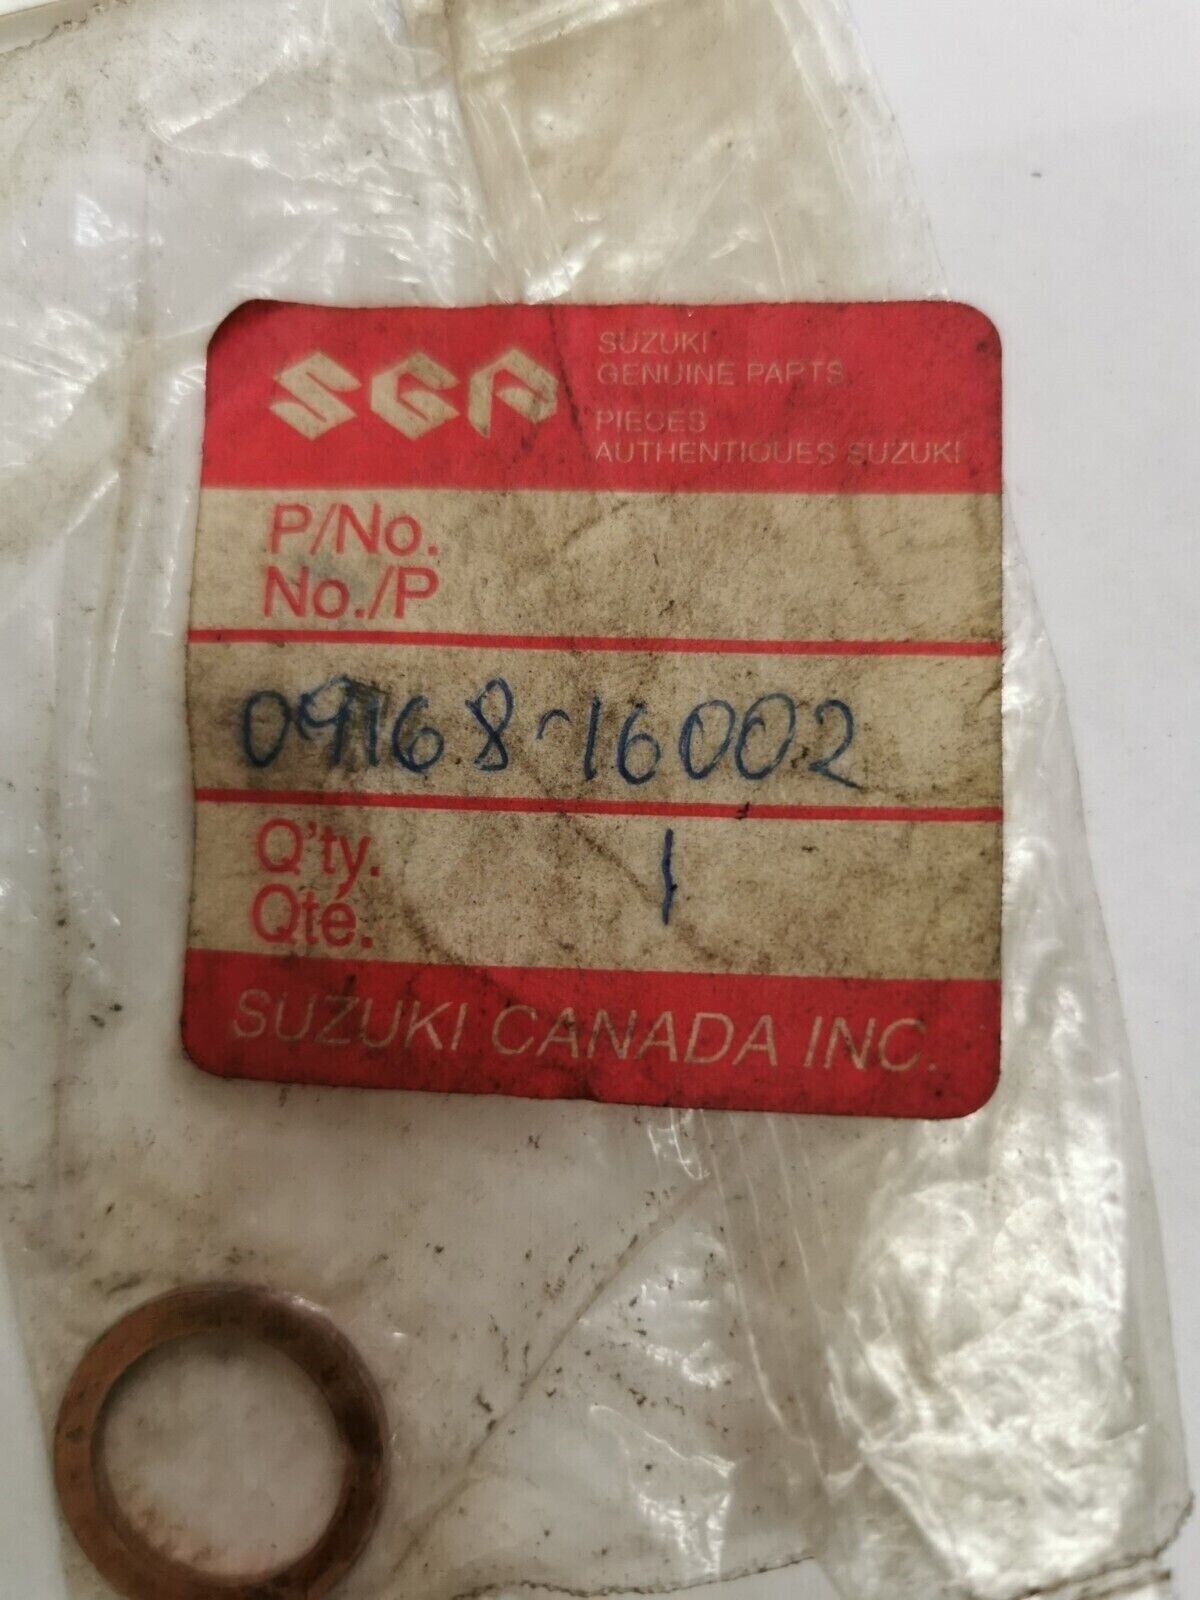 SGP
SUZUKI
GENUINE PARTS
PIECES
AUTHENTIQUES SUZUKI
P/No.
No./P
09168-16002
Q'ty.
Qté.
1
SUZUKI CANADA INC.